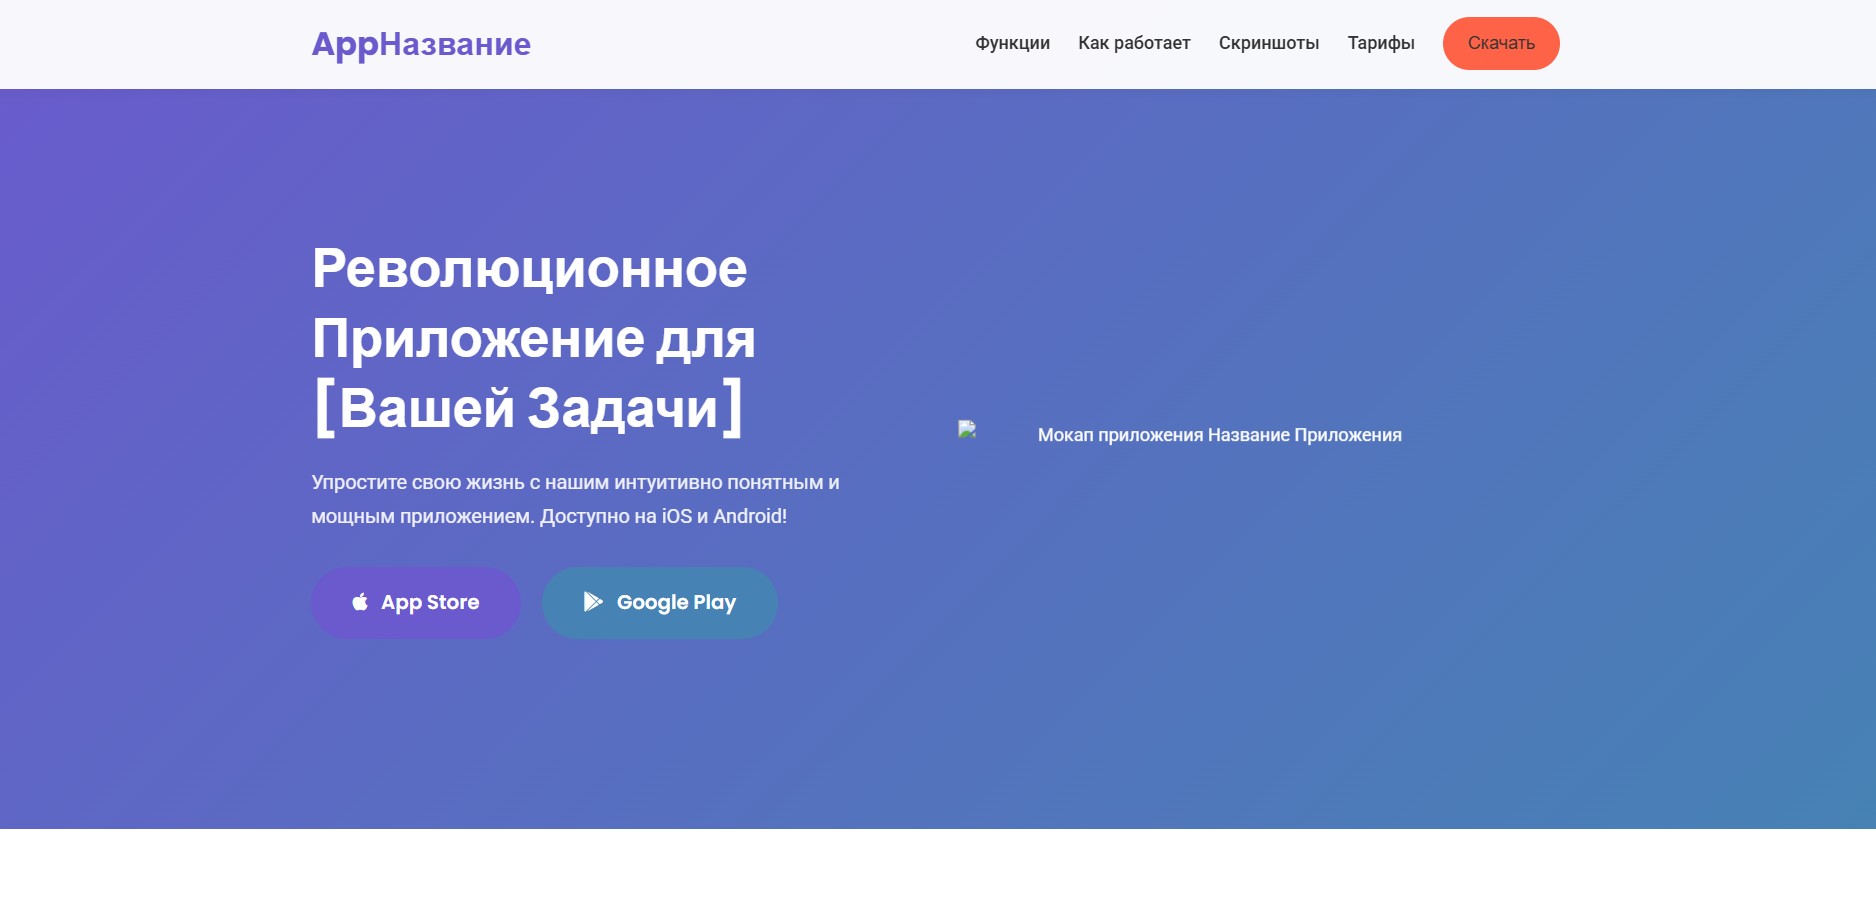 AppНазвание
Функции
Как работает
Скриншоты
Тарифы
Скачать
Революционное
Приложение для
[Вашей Задачи]
Упростите свою жизнь с нашим интуитивно понятным и
мощным приложением. Доступно на iOS и Android!
App Store
Google Play
Мокап приложения Название Приложения